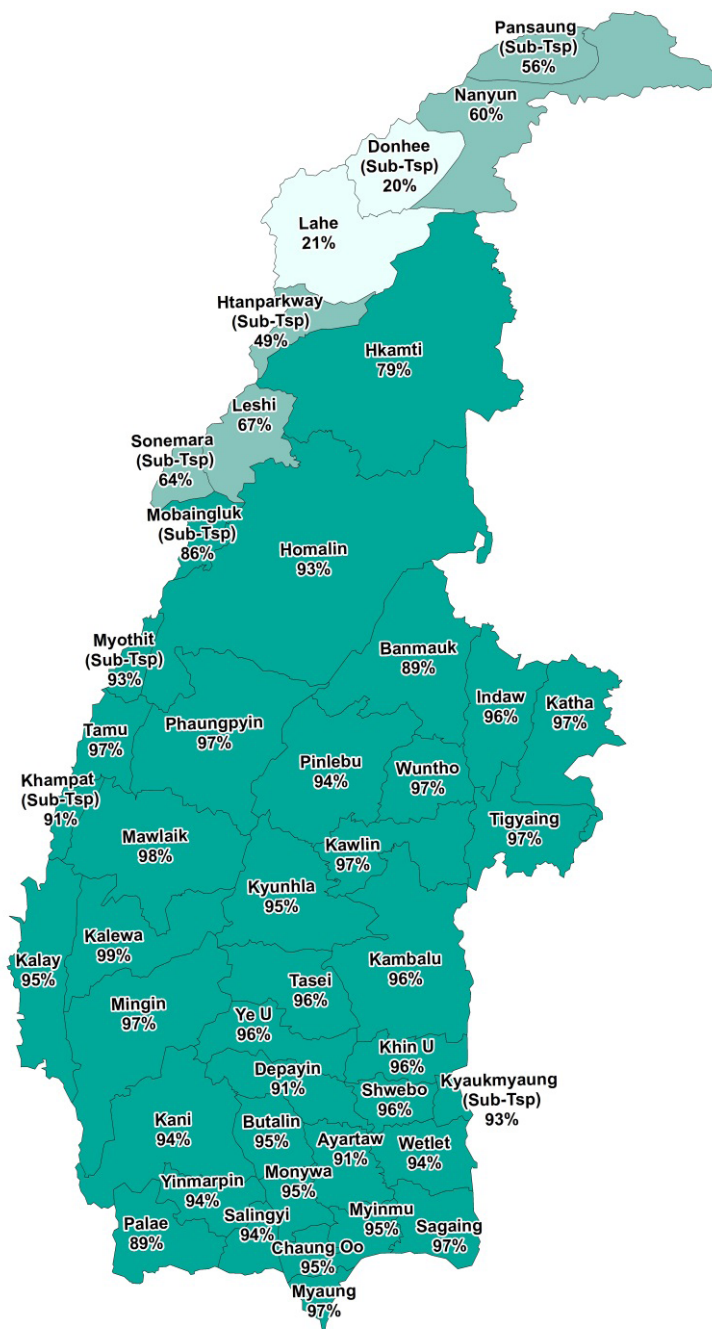 Pansaung
(Sub-Tsp)
56%
Nanyun
60%
Donhee
(Sub-Tsp)
20%
Lahe
21%
Htanparkway
(Sub-Tsp)
49%
Hkamti
79%
Leshi
67%
Sonemara
(Sub-Tsp)
64%
Mobaingluk
(Sub-Tsp)
86%
Homalin
93%
Banmauk
89%
Myothit
(Sub-Tsp)
93%
Indaw
96%
Katha
97%
Tamu
97%
Phaungpyin
97%
Pinlebu
94%
Wuntho
97%
Khampat
(Sub-Tsp)
91%
Mawlaik
98%
Kawlin
97%
Tigyaing
97%
Kyunhla
95%
Kalewa
99%
Kalay
95%
Kambalu
96%
Tasei
96%
Mingin
97%
Ye U
96%
Khin U
96%
Depayin
91%
Shwebo
96%
Kyaukmyaung
(Sub-Tsp)
93%
Kani
94%
Butalin
95%
Ayartaw
91%
Wetlet
94%
Monywa
95%
Yinmarpin
94%
Salingyi
94%
Myinmu
95%
Sagaing
97%
Palae
89%
Chaung Oo
95%
Myaung
97%